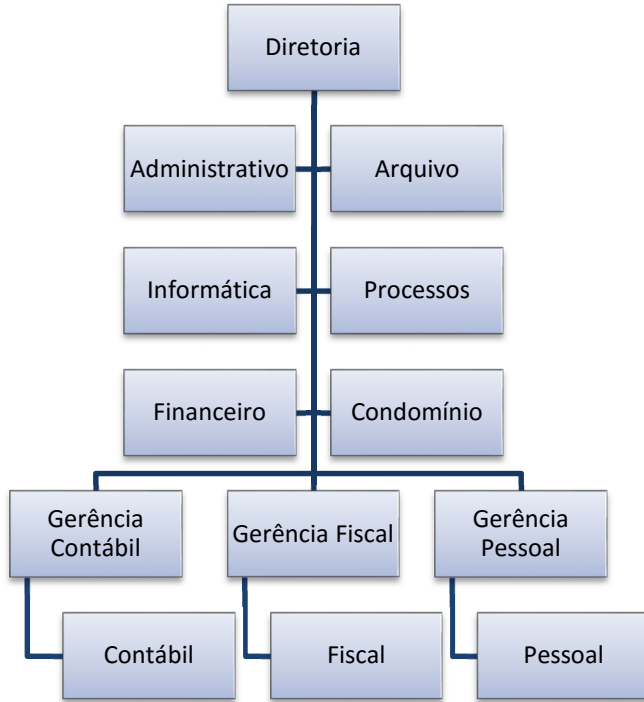 Diretoria
Administrativo
Arquivo
Informática
Processos
Financeiro
Condomínio
Gerência
Contábil
Gerência Fiscal
Gerência
Pessoal
Contábil
Fiscal
Pessoal